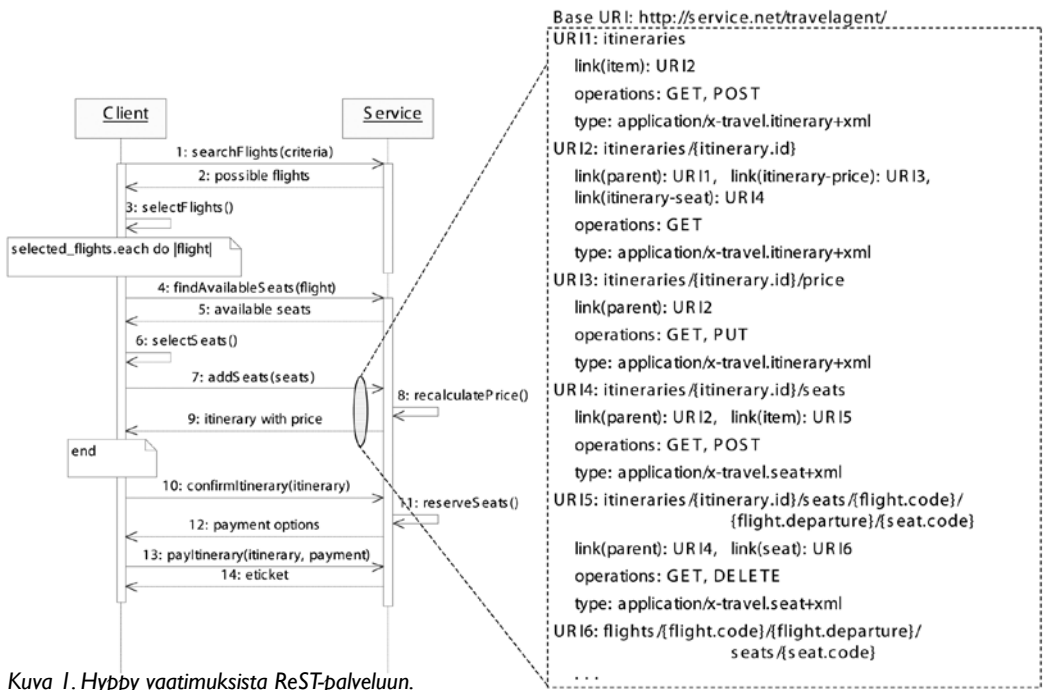 Client
Service
1: searchFlights(criteria)
2: possible flights
3: selectFlights()
selected_flights.each do |flight|
4: findAvailableSeats(flight)
5: available seats
6: selectSeats()
7: addSeats(seats)
8: recalculatePrice()
9: itinerary with price
end
10: confirmItinerary(itinerary)
11: reserveSeats()
12: payment options
13: payItinerary(itinerary, payment)
14: eticket
Base URI: http://service.net/travelagent/
URI1: itineraries
link(item): URI2
operations: GET, POST
type: application/x-travel.itinerary+xml
URI2: itineraries/{itinerary.id}
link(parent): URI1, link(itinerary-price): URI3,
link(itinerary-seat): URI4
operations: GET
type: application/x-travel.itinerary+xml
URI3: itineraries/{itinerary.id}/price
link(parent): URI2
operations: GET, PUT
type: application/x-travel.itinerary+xml
URI4: itineraries/{itinerary.id}/seats
link(parent): URI2, link(item): URI5
operations: GET, POST
type: application/x-travel.seat+xml
URI5: itineraries/{itinerary.id}/seats/{flight.code}/
{flight.departure}/{seat.code}
link(parent): URI4, link(seat): URI6
operations: GET, DELETE
type: application/x-travel.seat+xml
URI6: flights/{flight.code}/{flight.departure}/
seats/{seat.code}
. . .
Kuva 1. Hyppy vaatimuksista ReST-palveluun.